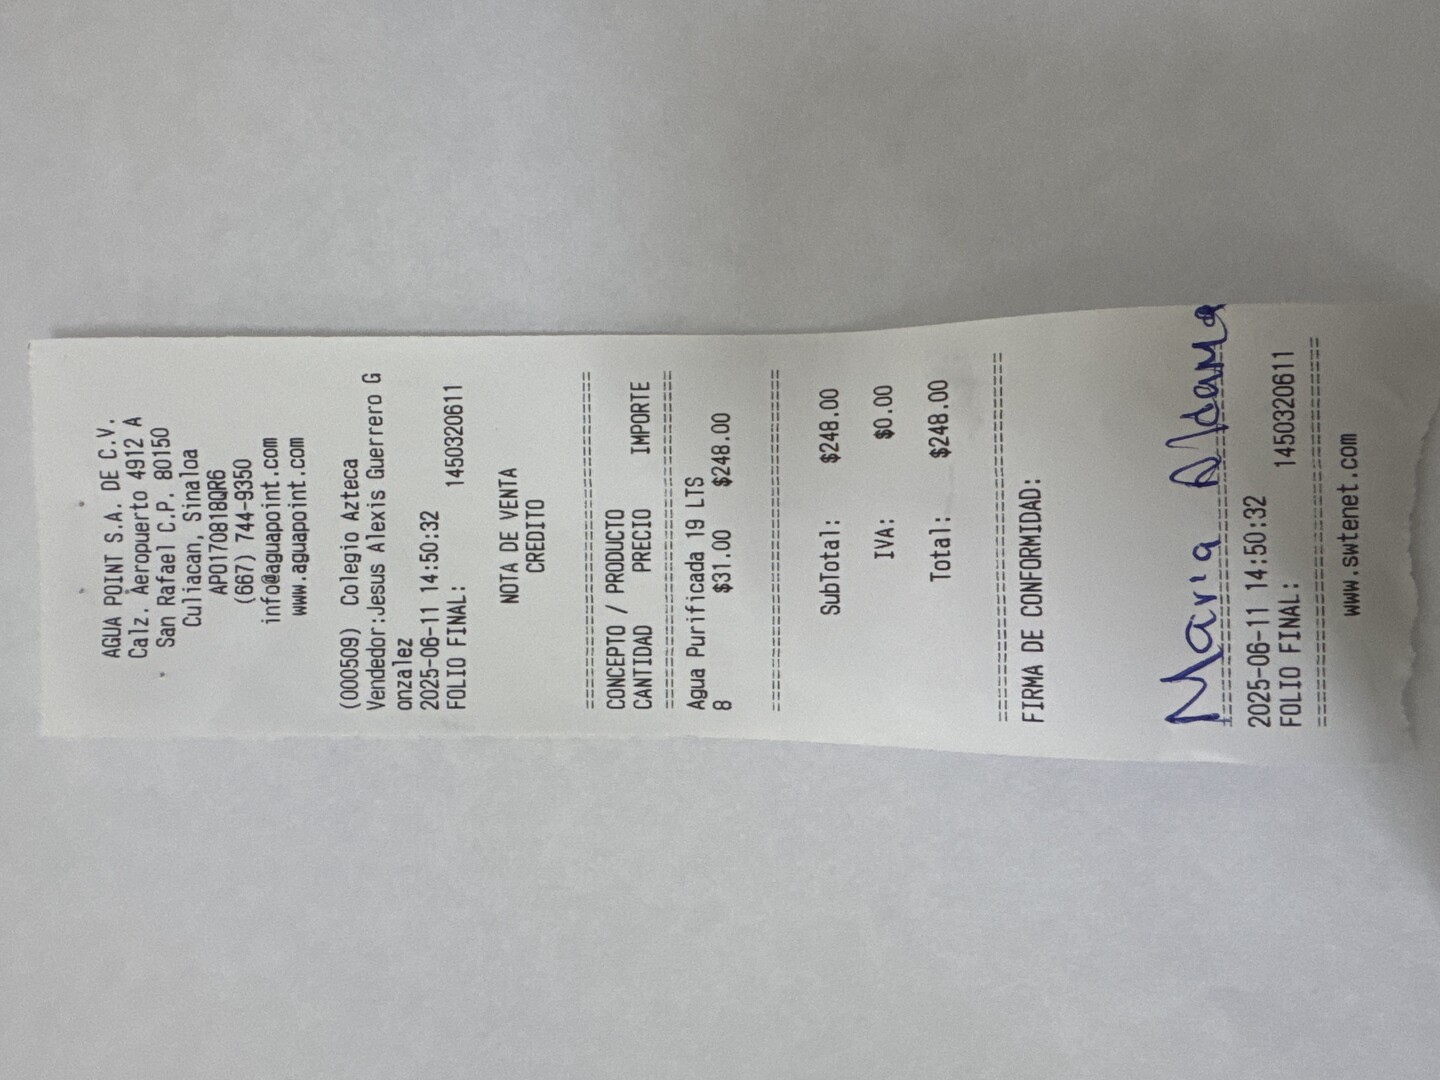 AGUA POINT S.A. DE C.V.
Calz. Aeropuerto 4912 A
San Rafael C.P. 80150
Culiacan, Sinaloa
APO170818QR6
(667) 744-9350
info@aguapoint.com
www.aguapoint.com
(000509) Colegio Azteca
Vendedor:Jesus Alexis Guerrero G
onzalez
2025-06-11 14:50:32
FOLIO FINAL: 1450320611
NOTA DE VENTA
CREDITO
================================
CONCEPTO / PRODUCTO
CANTIDAD PRECIO IMPORTE
================================
Agua Purificada 19 LTS
8 $31.00 $248.00
================================
SubTotal: $248.00
IVA: $0.00
Total: $248.00
================================
FIRMA DE CONFORMIDAD:
Maria Aldama
================================
2025-06-11 14:50:32
FOLIO FINAL: 1450320611
================================
www.swtenet.com